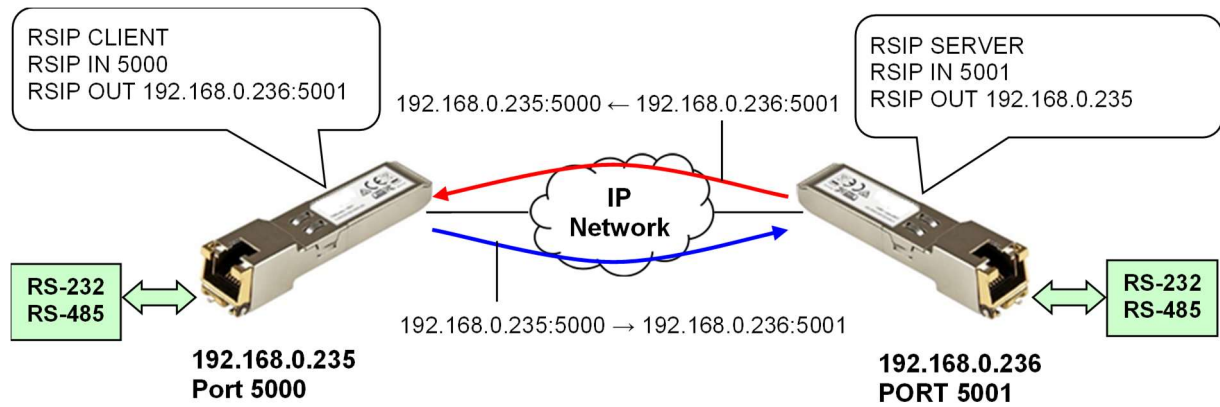 RSIP CLIENT
RSIP IN 5000
RSIP OUT 192.168.0.236:5001
RSIP SERVER
RSIP IN 5001
RSIP OUT 192.168.0.235
192.168.0.235:5000 ← 192.168.0.236:5001
IP
Network
RS-232
RS-485
RS-232
RS-485
192.168.0.235:5000 → 192.168.0.236:5001
192.168.0.235
Port 5000
192.168.0.236
PORT 5001